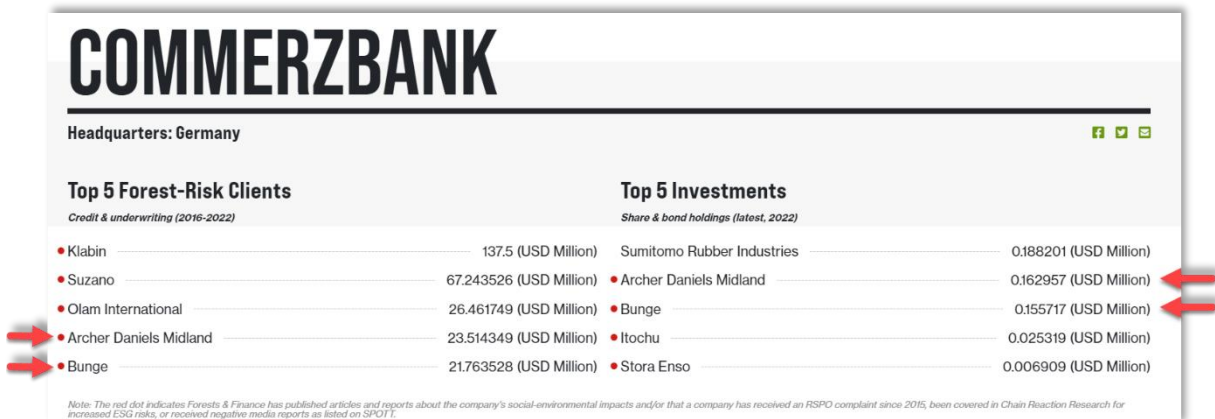 COMMERZBANK
Headquarters: Germany
Top 5 Forest-Risk Clients
Credit & underwriting (2016-2022)
Klabin 137.5 (USD Million)
Suzano 67.243526 (USD Million)
Olam International 26.461749 (USD Million)
Archer Daniels Midland 23.514349 (USD Million)
Bunge 21.763528 (USD Million)
Top 5 Investments
Share & bond holdings (latest, 2022)
Sumitomo Rubber Industries 0.188201 (USD Million)
Archer Daniels Midland 0.162957 (USD Million)
Bunge 0.155717 (USD Million)
Itochu 0.025319 (USD Million)
Stora Enso 0.006909 (USD Million)
Note: The red dot indicates Forests & Finance has published articles and reports about the company's social-environmental impacts and/or that a company has received an RSPO complaint since 2015, been covered in Chain Reaction Research for
increased ESG risks, or received negative media reports as listed on SPOTT.